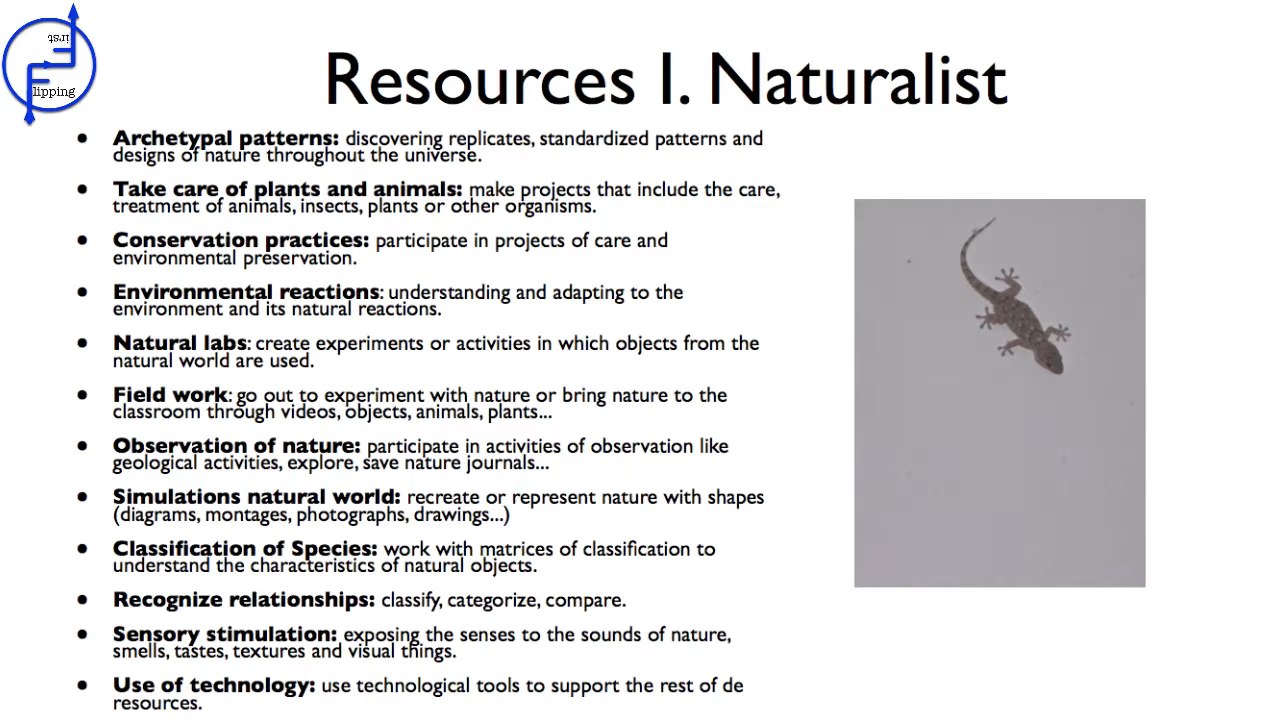 First
Flipping
Resources I. Naturalist
• Archetypal patterns: discovering replicates, standardized patterns and
designs of nature throughout the universe.
• Take care of plants and animals: make projects that include the care,
treatment of animals, insects, plants or other organisms.
• Conservation practices: participate in projects of care and
environmental preservation.
• Environmental reactions: understanding and adapting to the
environment and its natural reactions.
• Natural labs: create experiments or activities in which objects from the
natural world are used.
• Field work: go out to experiment with nature or bring nature to the
classroom through videos, objects, animals, plants...
• Observation of nature: participate in activities of observation like
geological activities, explore, save nature journals...
• Simulations natural world: recreate or represent nature with shapes
(diagrams, montages, photographs, drawings...)
• Classification of Species: work with matrices of classification to
understand the characteristics of natural objects.
• Recognize relationships: classify, categorize, compare.
• Sensory stimulation: exposing the senses to the sounds of nature,
smells, tastes, textures and visual things.
• Use of technology: use technological tools to support the rest of de
resources.